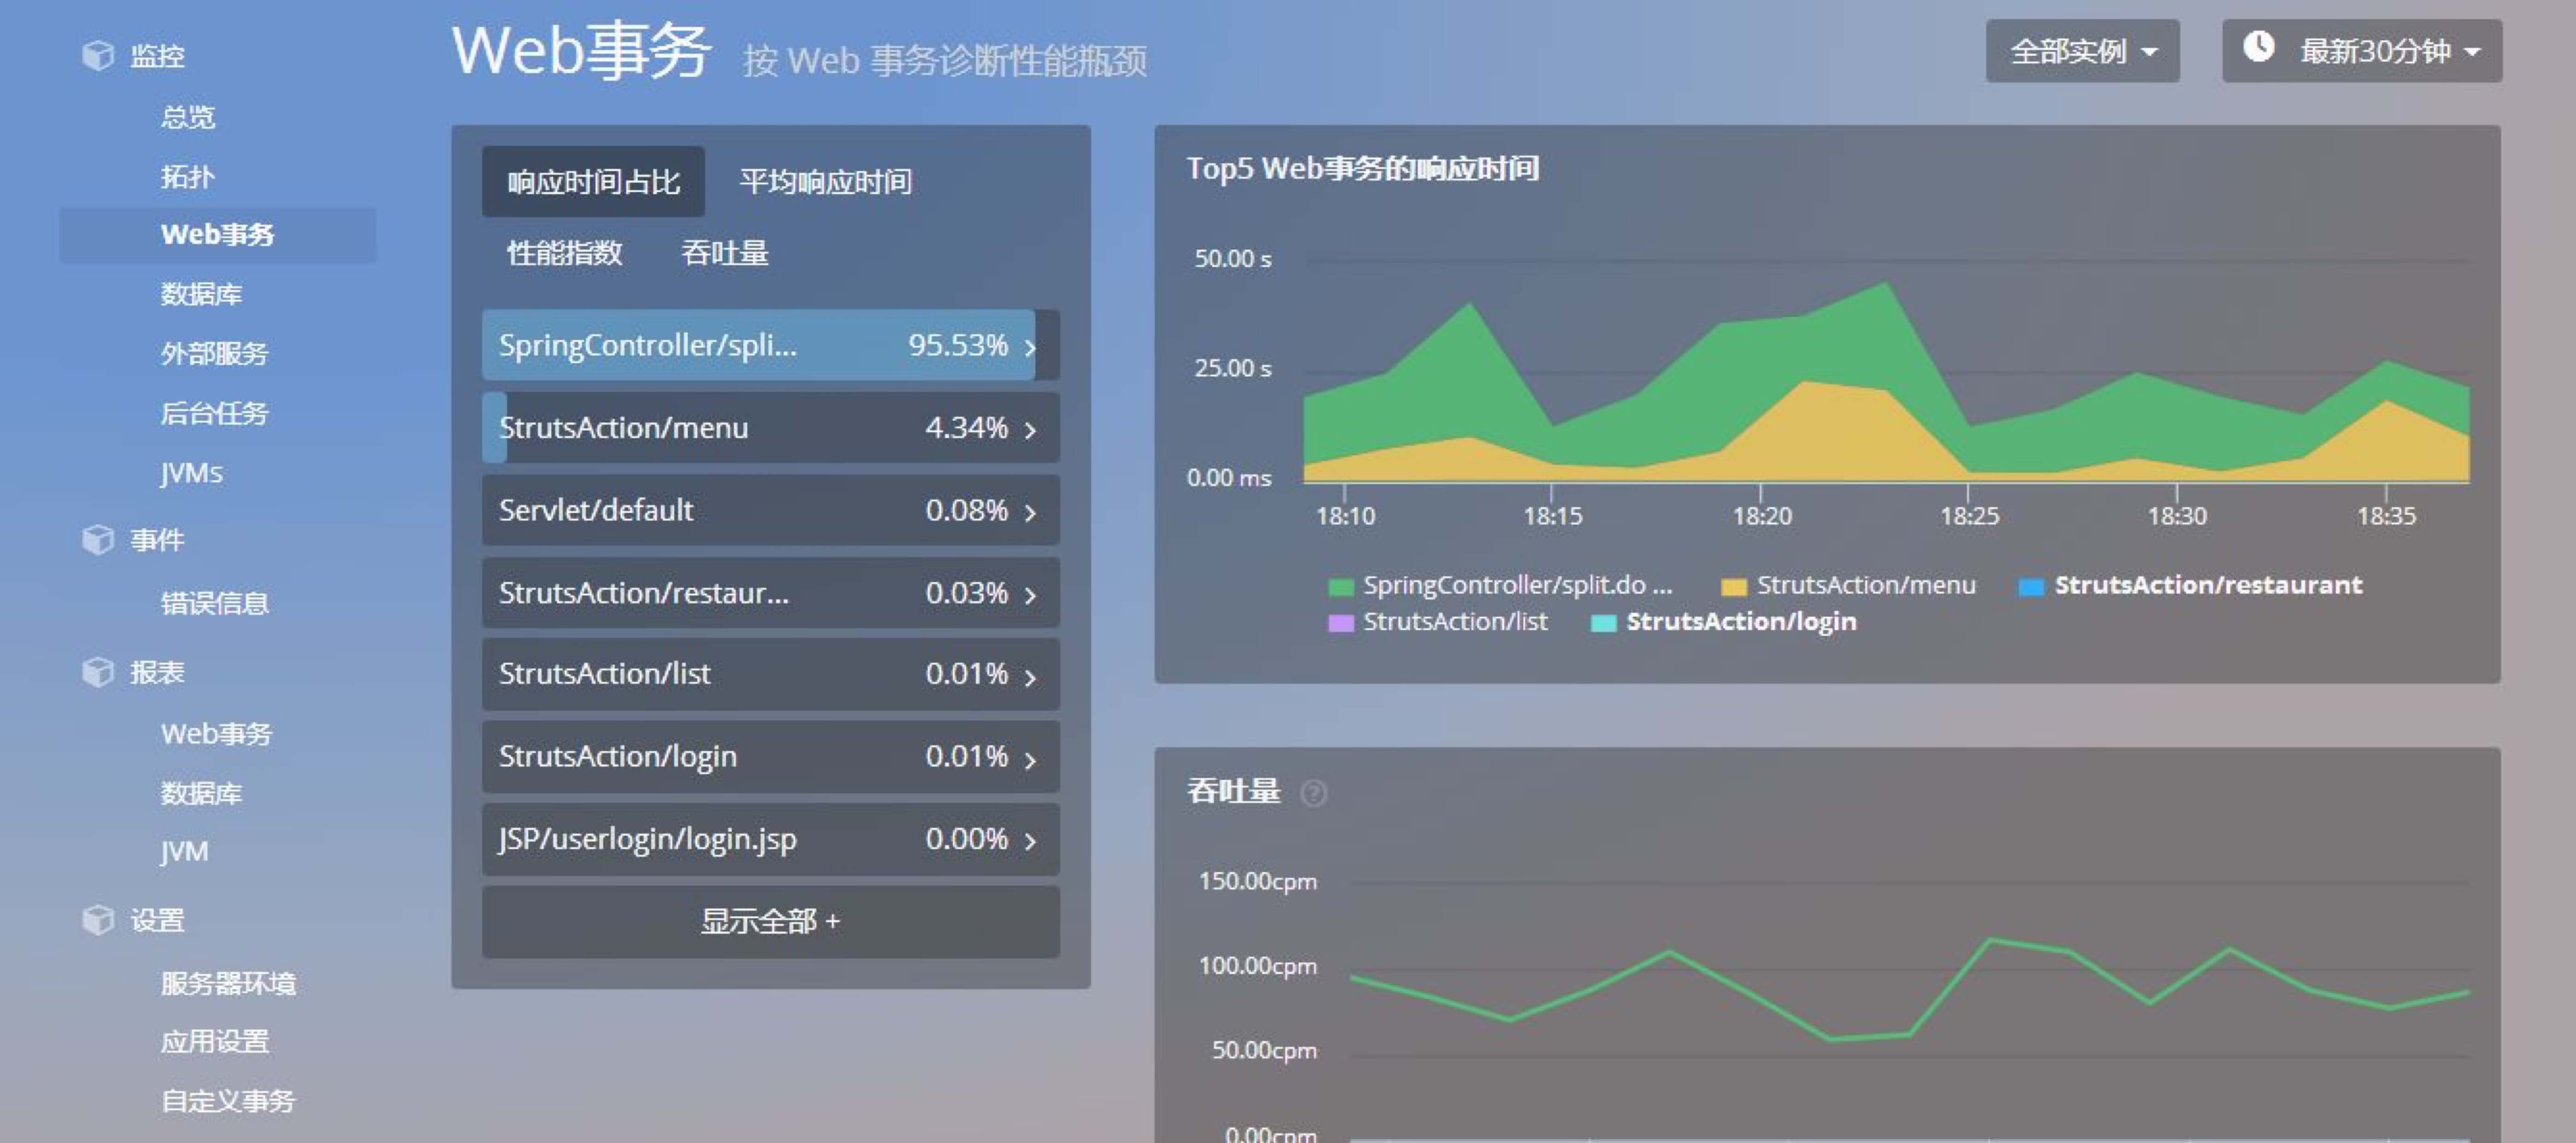 监控
总览
拓扑
Web事务
数据库
外部服务
后台任务
JVMs
事件
错误信息
报表
Web事务
数据库
JVM
设置
服务器环境
应用设置
自定义事务
Web事务 按 Web 事务诊断性能瓶颈
全部实例
最新30分钟
响应时间占比 平均响应时间
性能指数 吞吐量
SpringController/spli... 95.53%
StrutsAction/menu 4.34%
Servlet/default 0.08%
StrutsAction/restaur... 0.03%
StrutsAction/list 0.01%
StrutsAction/login 0.01%
JSP/userlogin/login.jsp 0.00%
显示全部 +
Top5 Web事务的响应时间
50.00 s
25.00 s
0.00 ms
18:10 18:15 18:20 18:25 18:30 18:35
SpringController/split.do ... StrutsAction/menu StrutsAction/restaurant
StrutsAction/list StrutsAction/login
吞吐量 ?
150.00cpm
100.00cpm
50.00cpm
0.00cpm